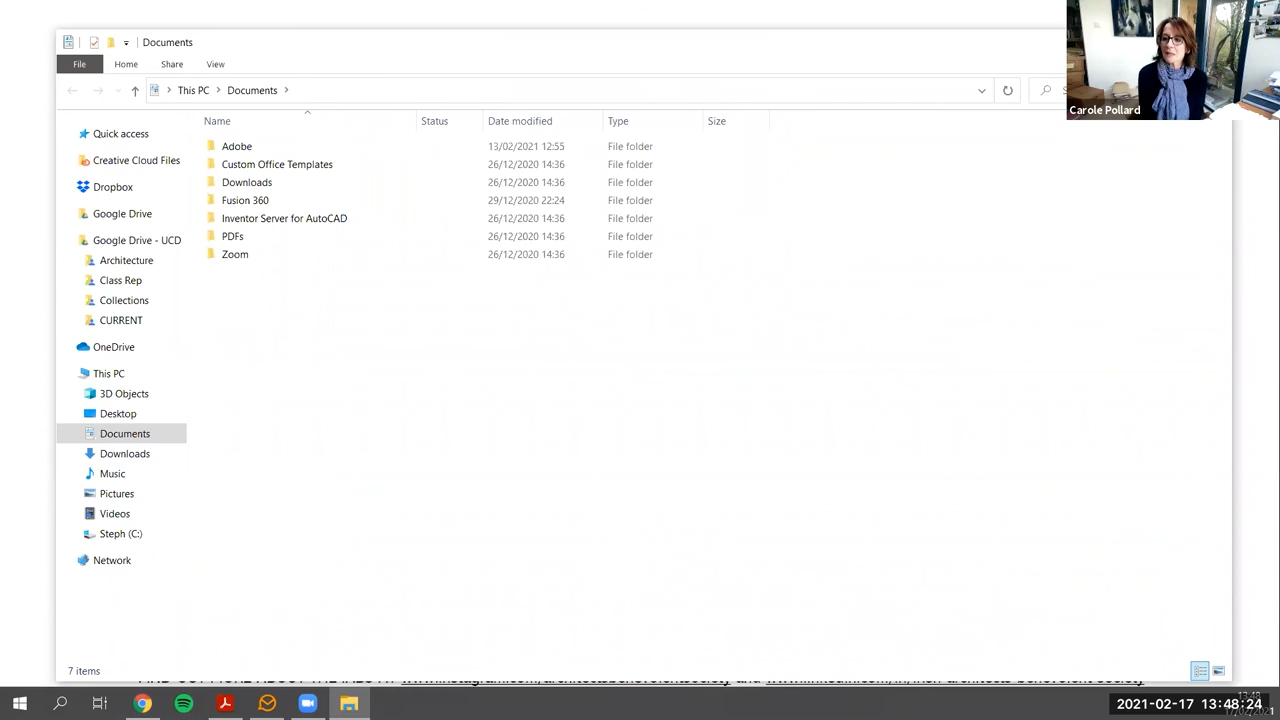 Documents
File Home Share View
This PC Documents
Carole Pollard
Name Status Date modified Type Size
Quick access
Creative Cloud Files
Dropbox
Google Drive
Google Drive - UCD
Architecture
Class Rep
Collections
CURRENT
OneDrive
This PC
3D Objects
Desktop
Documents
Downloads
Music
Pictures
Videos
Steph (C:)
Network
Adobe 13/02/2021 12:55 File folder
Custom Office Templates 26/12/2020 14:36 File folder
Downloads 26/12/2020 14:36 File folder
Fusion 360 29/12/2020 22:24 File folder
Inventor Server for AutoCAD 26/12/2020 14:36 File folder
PDFs 26/12/2020 14:36 File folder
Zoom 26/12/2020 14:36 File folder
7 items
2021-02-17 13:48:24